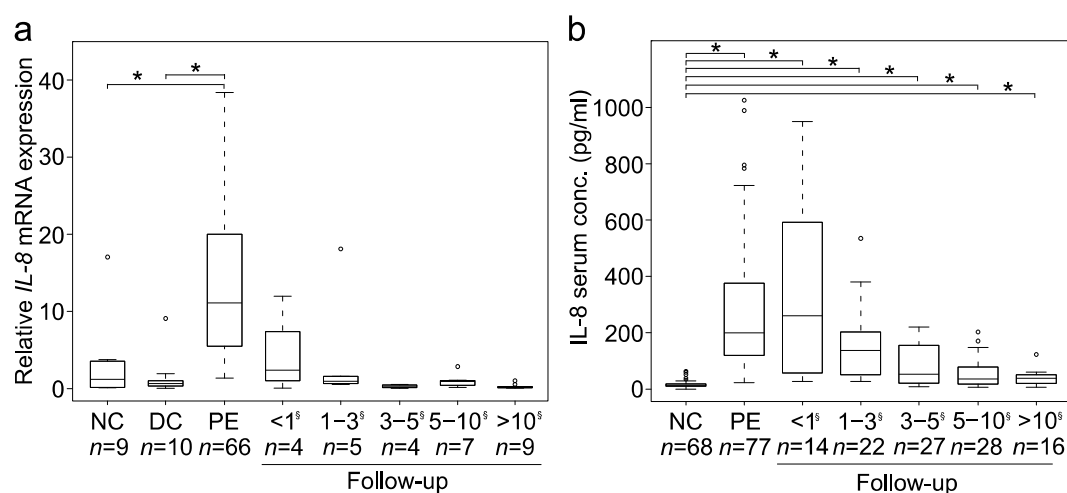 a
Relative IL-8 mRNA expression
40
30
20
10
0
* *
NC DC PE <1§ 1−3§ 3−5§ 5−10§ >10§
n=9 n=10 n=66 n=4 n=5 n=4 n=7 n=9
Follow-up
b
IL-8 serum conc. (pg/ml)
1000
800
600
400
200
0
* * * * * *
NC PE <1§ 1−3§ 3−5§ 5−10§ >10§
n=68 n=77 n=14 n=22 n=27 n=28 n=16
Follow-up